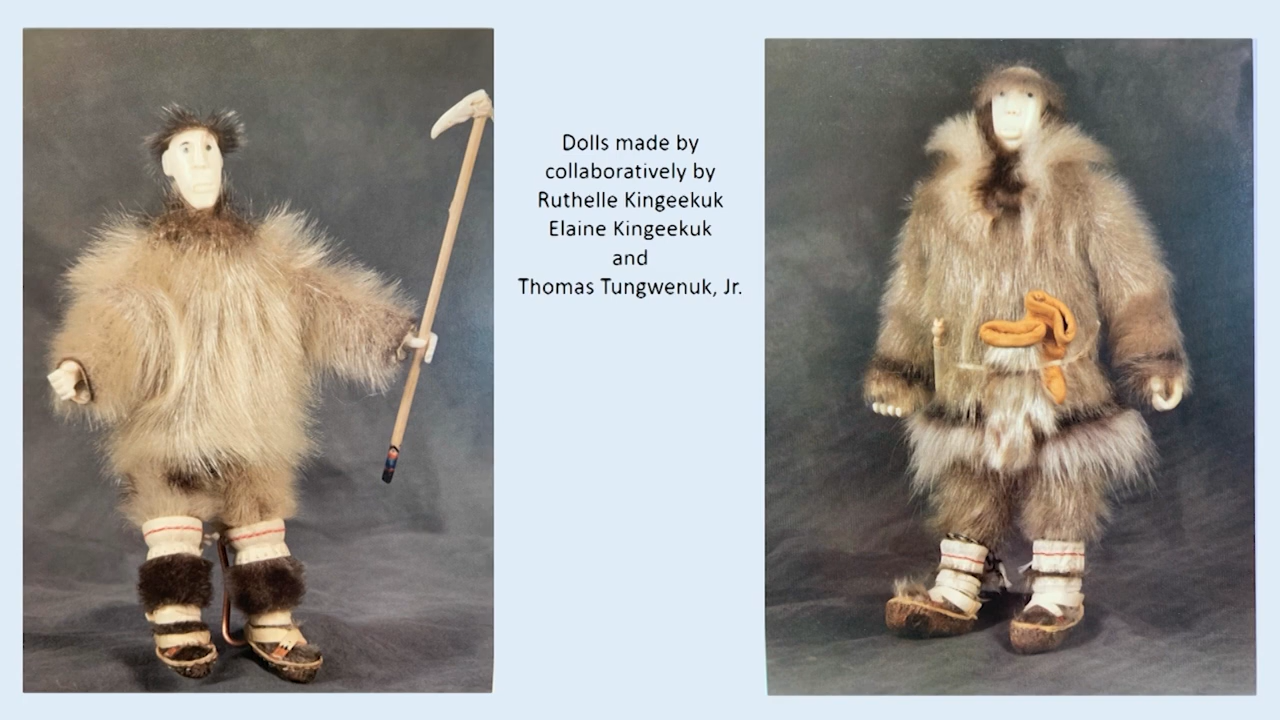 Dolls made by
collaboratively by
Ruthelle Kingeekuk
Elaine Kingeekuk
and
Thomas Tungwenuk, Jr.